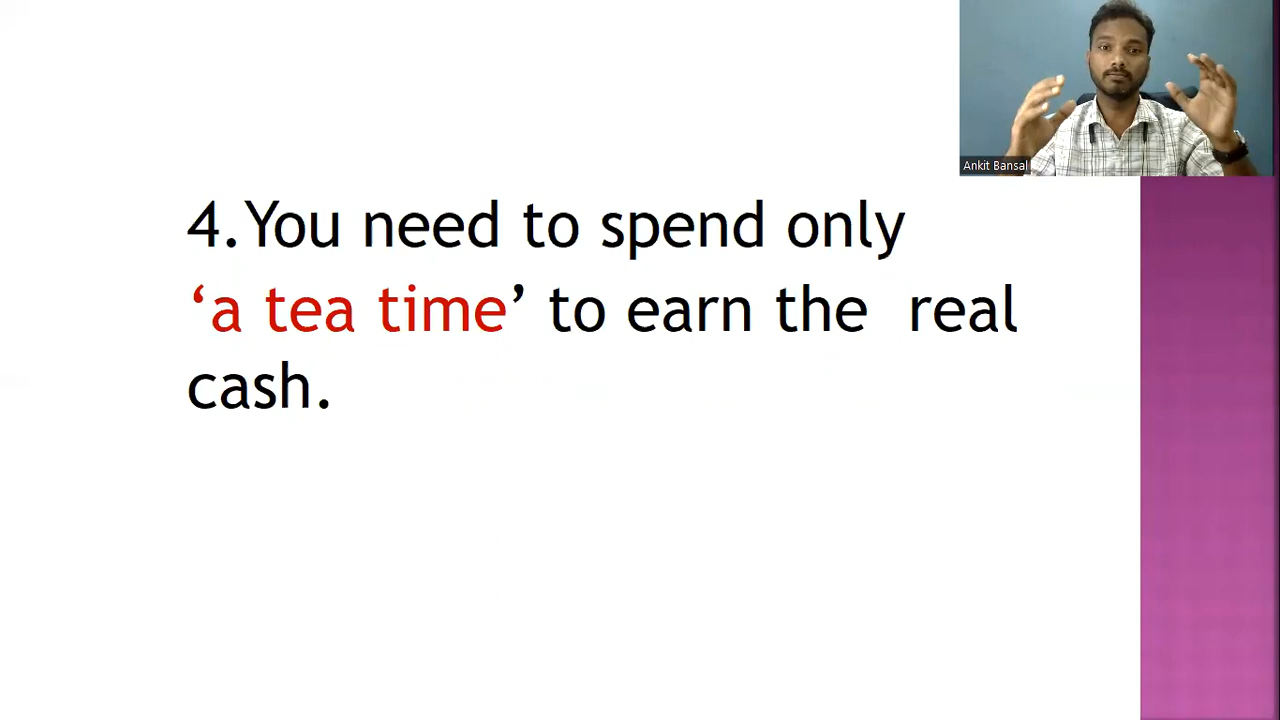 Ankit Bansal
4.You need to spend only
‘a tea time’ to earn the  real
cash.